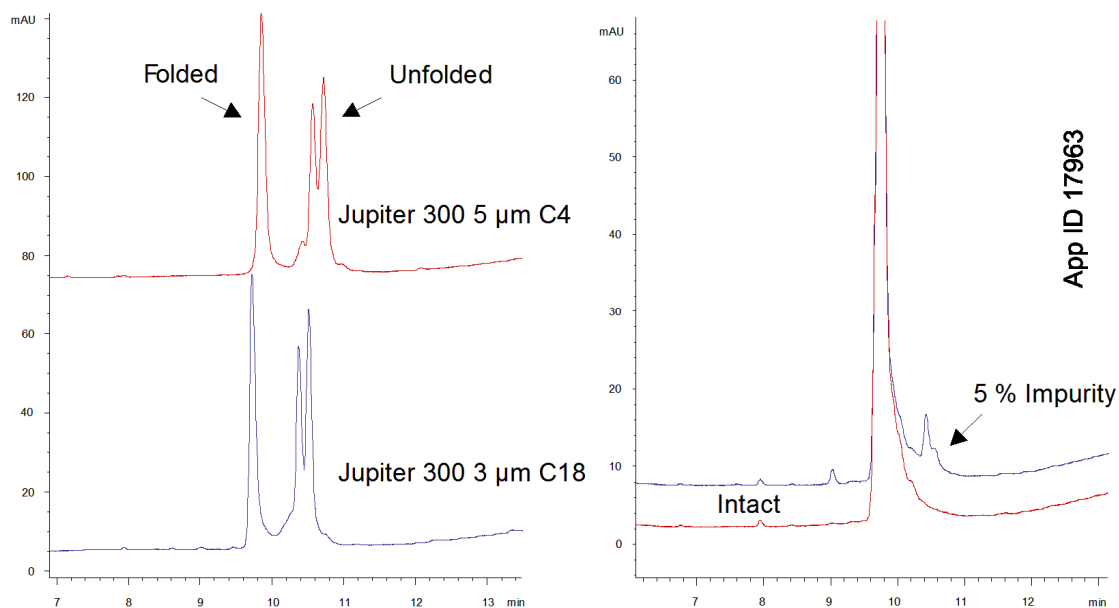 mAU
Folded
Unfolded
120
100
Jupiter 300 5 µm C4
80
60
40
Jupiter 300 3 µm C18
20
0
7 8 9 10 11 12 13 min
mAU
60
50
App ID 17963
40
30
20
5 % Impurity
10
Intact
0
7 8 9 10 11 12 min